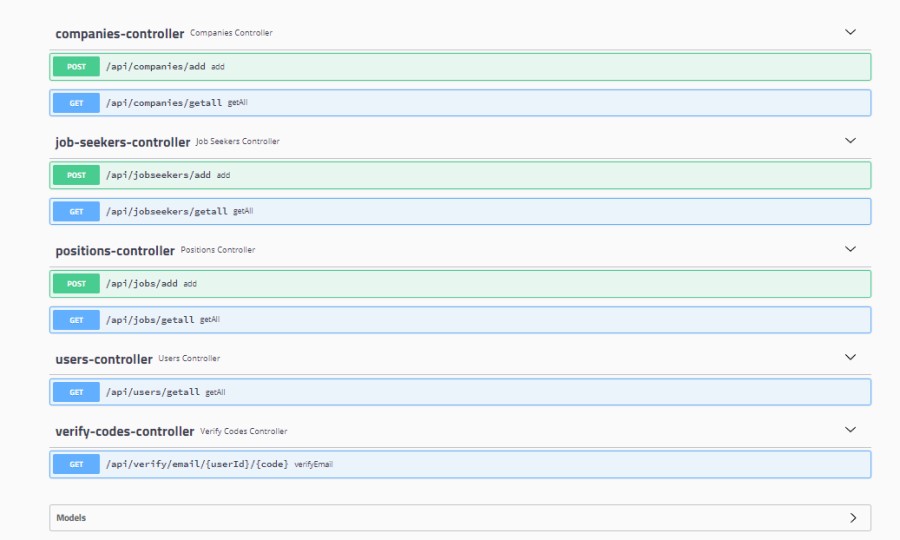 companies-controller Companies Controller
POST /api/companies/add add
GET /api/companies/getall getAll
job-seekers-controller Job Seekers Controller
POST /api/jobseekers/add add
GET /api/jobseekers/getall getAll
positions-controller Positions Controller
POST /api/jobs/add add
GET /api/jobs/getall getAll
users-controller Users Controller
GET /api/users/getall getAll
verify-codes-controller Verify Codes Controller
GET /api/verify/email/{userId}/{code} verifyEmail
Models